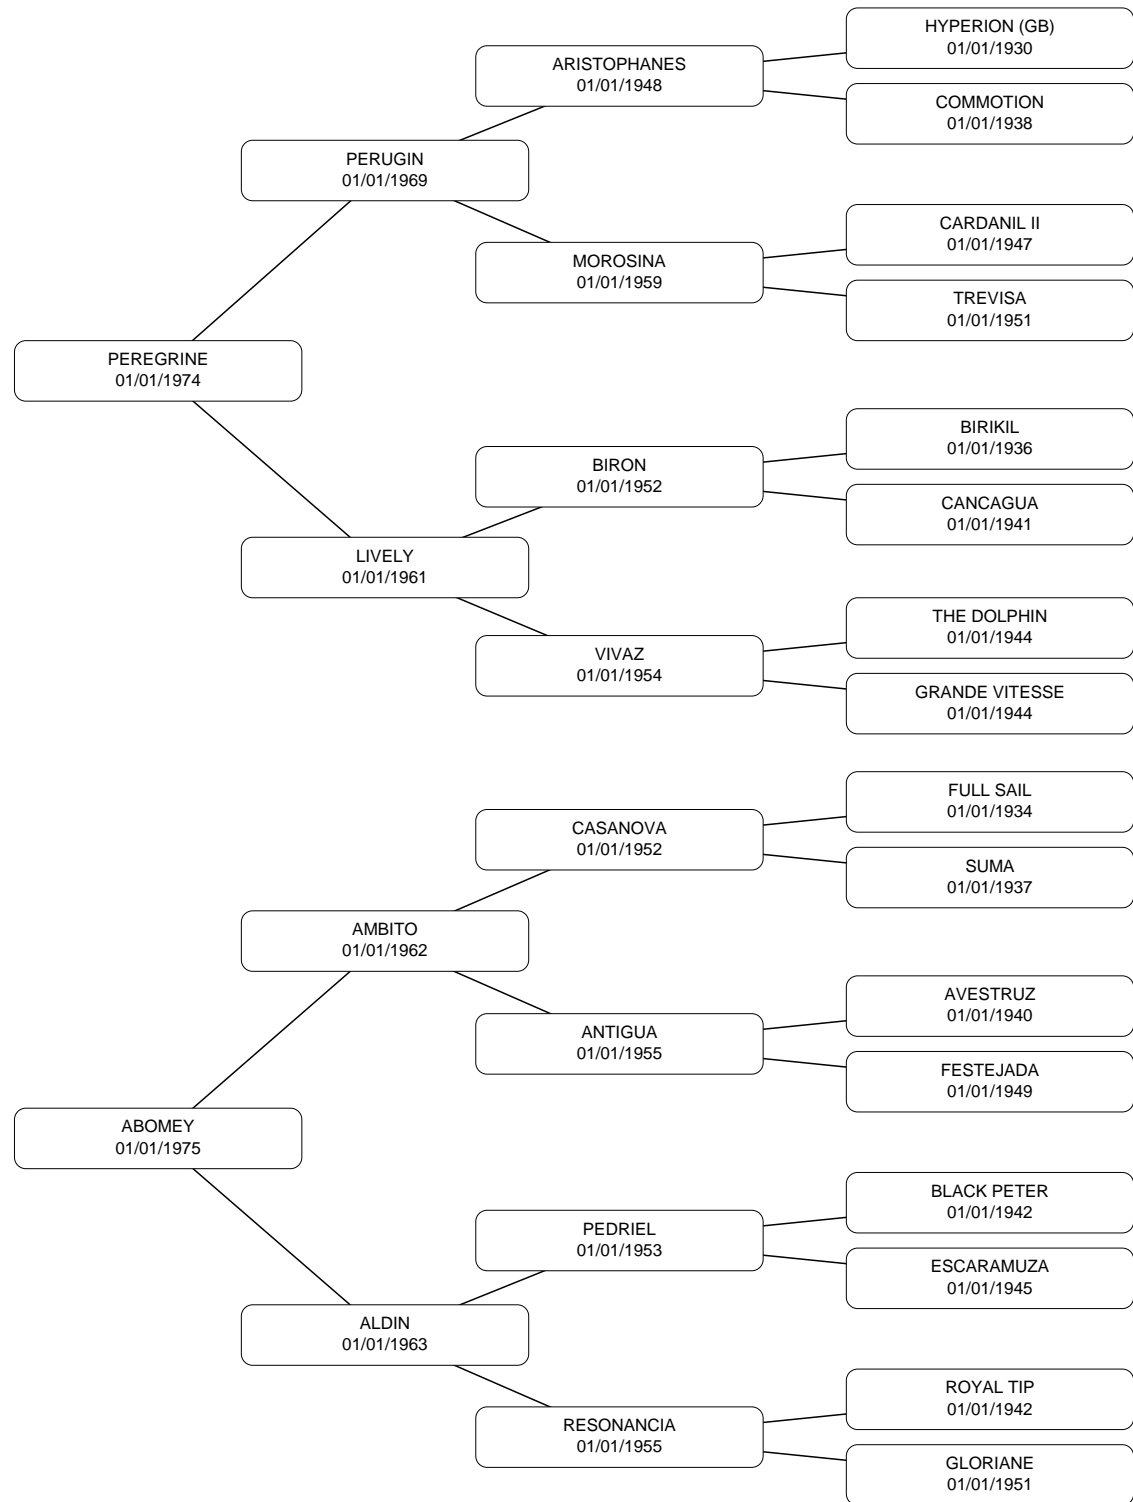 HYPERION (GB)
01/01/1930
ARISTOPHANES
01/01/1948
COMMOTION
01/01/1938
PERUGIN
01/01/1969
CARDANIL II
01/01/1947
MOROSINA
01/01/1959
TREVISA
01/01/1951
PEREGRINE
01/01/1974
BIRIKIL
01/01/1936
BIRON
01/01/1952
CANCAGUA
01/01/1941
LIVELY
01/01/1961
THE DOLPHIN
01/01/1944
VIVAZ
01/01/1954
GRANDE VITESSE
01/01/1944
FULL SAIL
01/01/1934
CASANOVA
01/01/1952
SUMA
01/01/1937
AMBITO
01/01/1962
AVESTRUZ
01/01/1940
ANTIGUA
01/01/1955
FESTEJADA
01/01/1949
ABOMEY
01/01/1975
BLACK PETER
01/01/1942
PEDRIEL
01/01/1953
ESCARAMUZA
01/01/1945
ALDIN
01/01/1963
ROYAL TIP
01/01/1942
RESONANCIA
01/01/1955
GLORIANE
01/01/1951